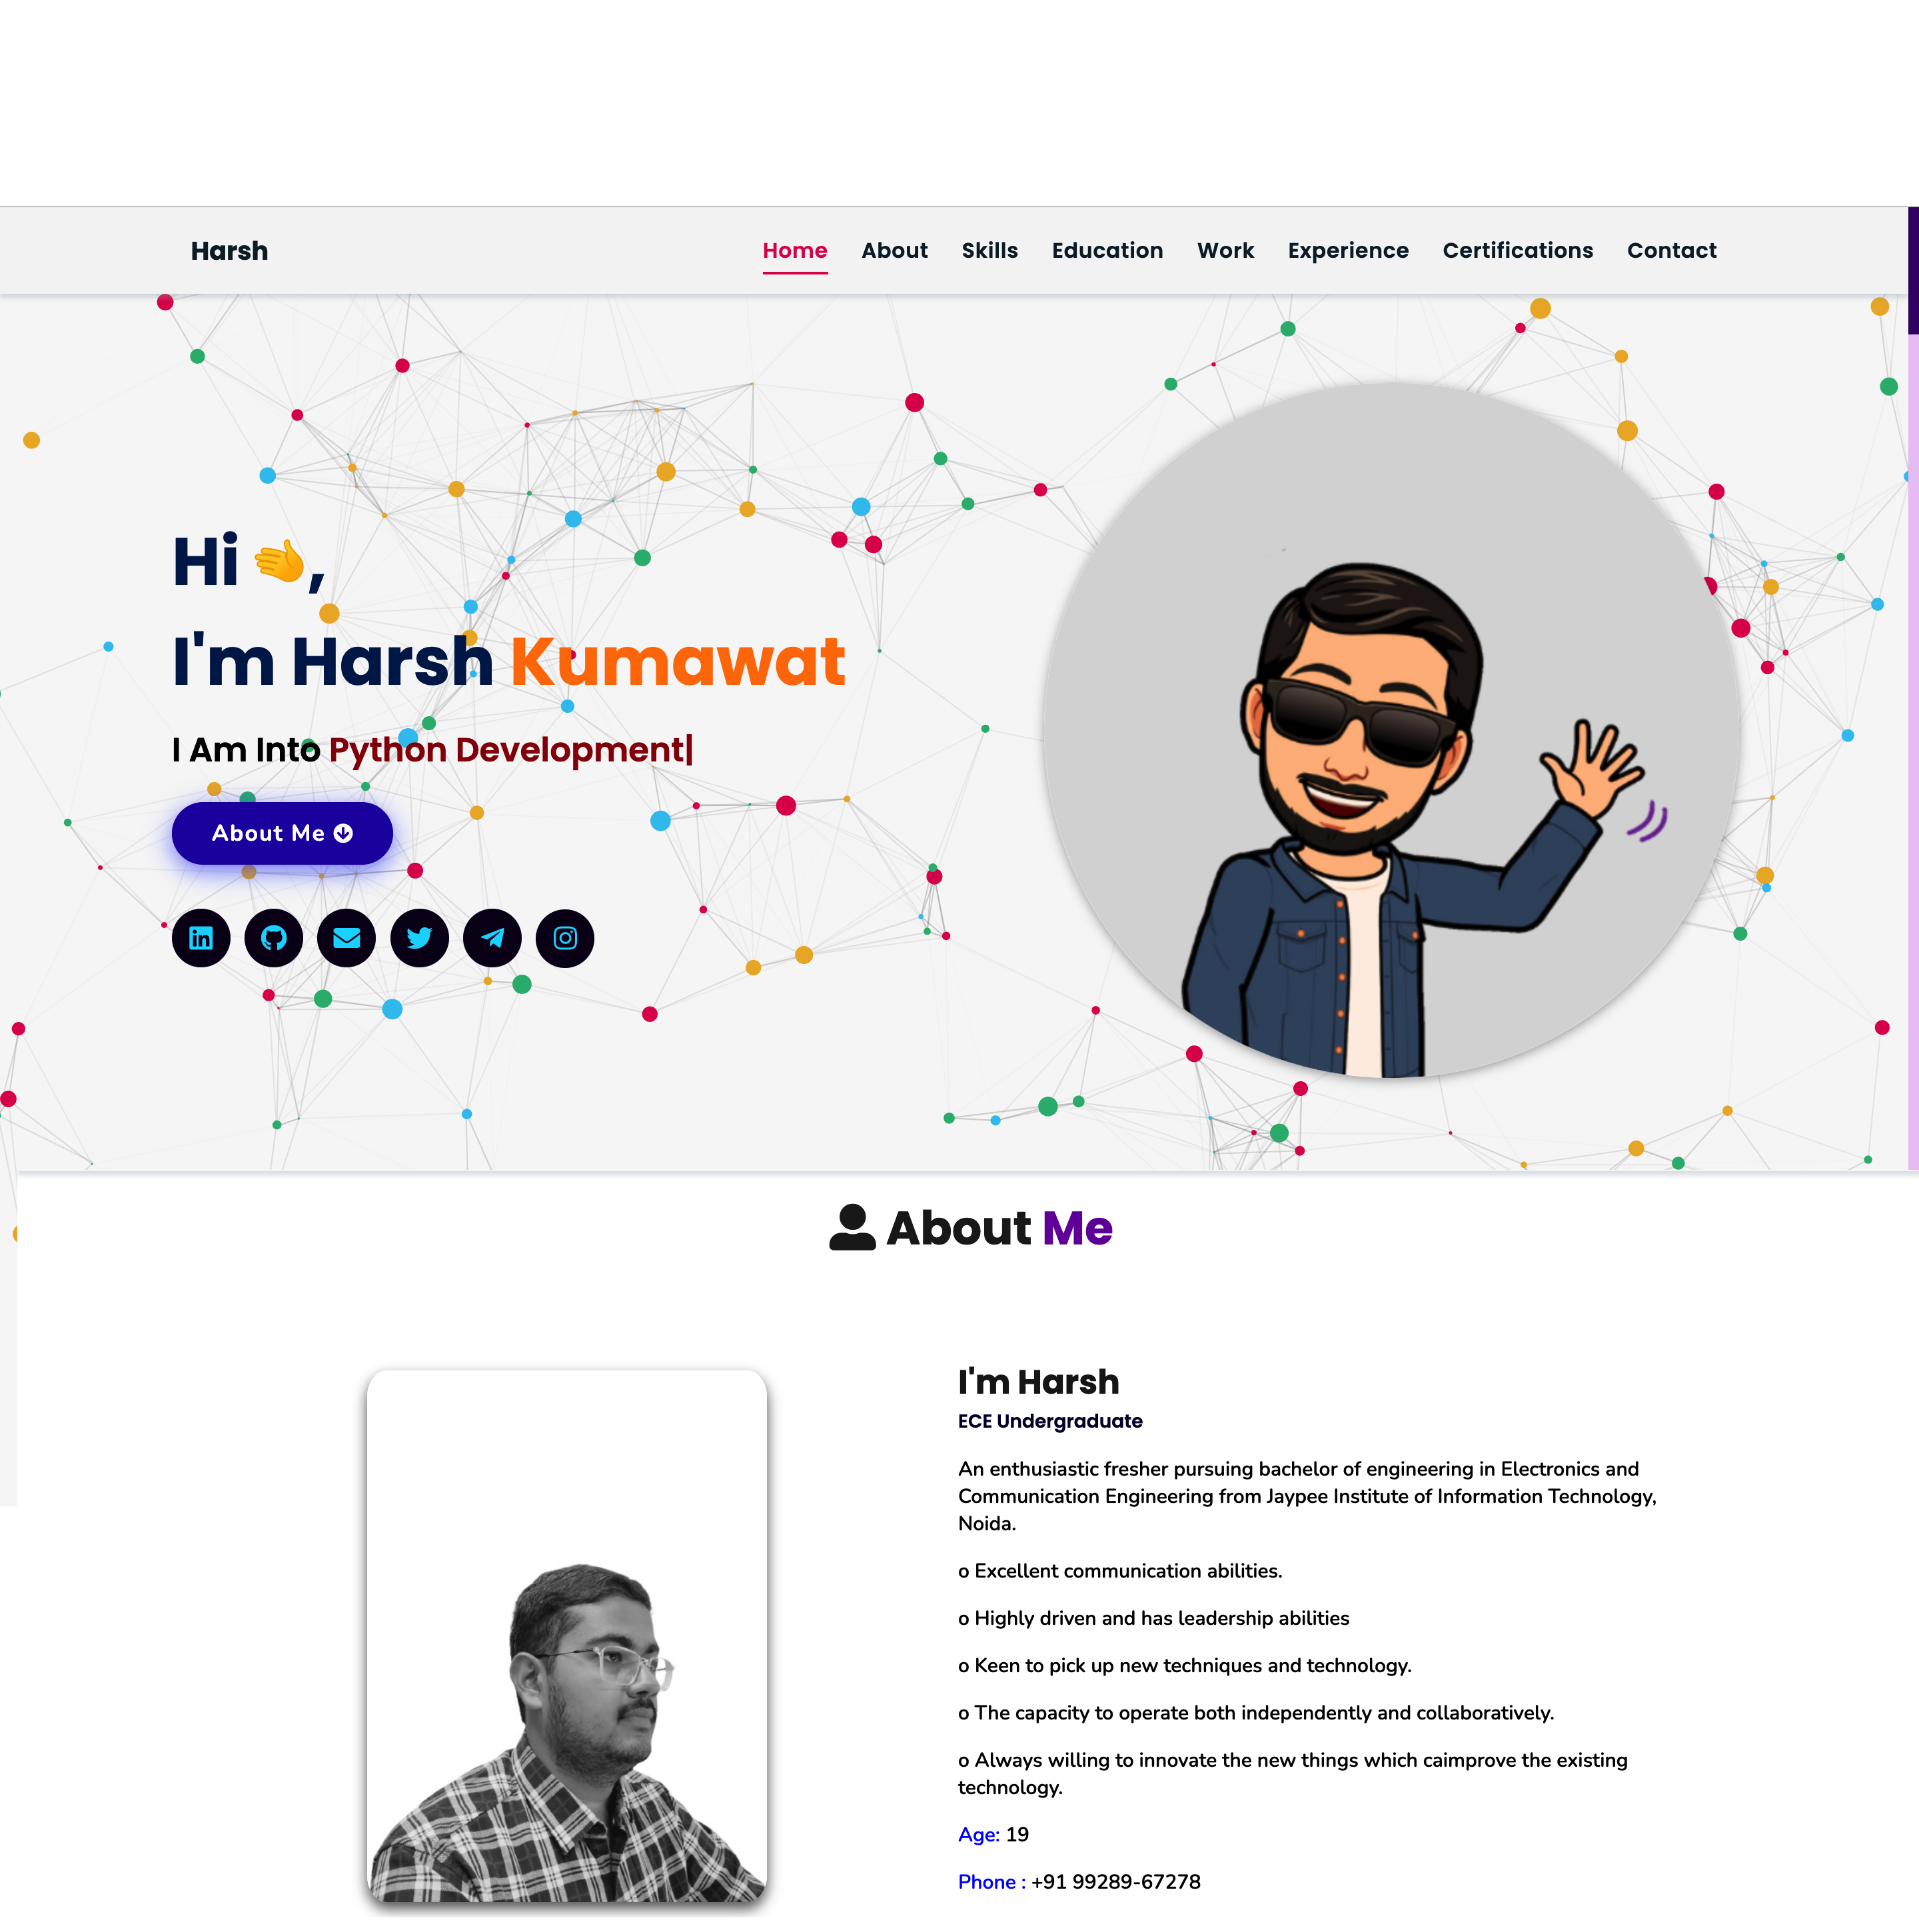 Harsh
Home About Skills Education Work Experience Certifications Contact
Hi 👋,
I'm Harsh Kumawat
I Am Into Python Development|
About Me
About Me
I'm Harsh
ECE Undergraduate
An enthusiastic fresher pursuing bachelor of engineering in Electronics and
Communication Engineering from Jaypee Institute of Information Technology,
Noida.
o Excellent communication abilities.
o Highly driven and has leadership abilities
o Keen to pick up new techniques and technology.
o The capacity to operate both independently and collaboratively.
o Always willing to innovate the new things which caimprove the existing
technology.
Age: 19
Phone : +91 99289-67278